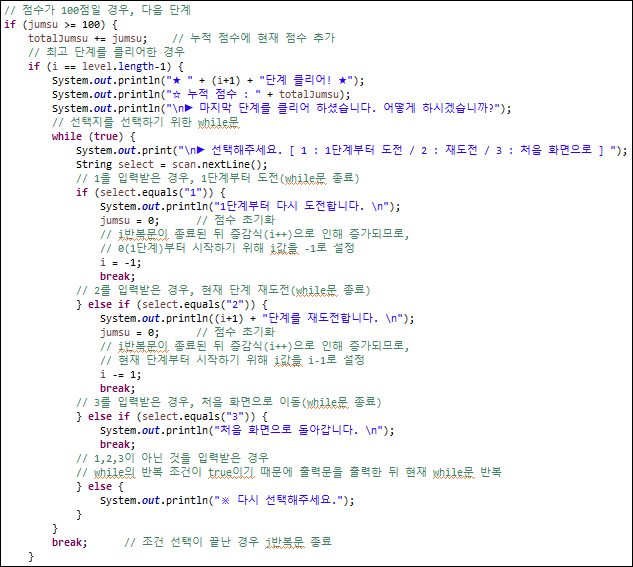 // 점수가 100점일 경우, 다음 단계
if (jumsu >= 100) {
    totalJumsu += jumsu;    // 누적 점수에 현재 점수 추가
    // 최고 단계를 클리어한 경우
    if (i == level.length-1) {
        System.out.println("★ " + (i+1) + "단계 클리어! ★");
        System.out.println("☆ 누적 점수 : " + totalJumsu);
        System.out.println("\n▶ 마지막 단계를 클리어 하셨습니다. 어떻게 하시겠습니까?");
        // 선택지를 선택하기 위한 while문
        while (true) {
            System.out.print("\n▶ 선택해주세요. [ 1 : 1단계부터 도전 / 2 : 재도전 / 3 : 처음 화면으로 ] ");
            String select = scan.nextLine();
            // 1을 입력받은 경우, 1단계부터 도전(while문 종료)
            if (select.equals("1")) {
                System.out.println("1단계부터 다시 도전합니다. \n");
                jumsu = 0;      // 점수 초기화
                // i반복문이 종료된 뒤 증감식(i++)으로 인해 증가되므로,
                // 0(1단계)부터 시작하기 위해 i값을 -1로 설정
                i = -1;
                break;
            // 2를 입력받은 경우, 현재 단계 재도전(while문 종료)
            } else if (select.equals("2")) {
                System.out.println((i+1) + "단계를 재도전합니다. \n");
                jumsu = 0;      // 점수 초기화
                // i반복문이 종료된 뒤 증감식(i++)으로 인해 증가되므로,
                // 현재 단계부터 시작하기 위해 i값을 i-1로 설정
                i -= 1;
                break;
            // 3를 입력받은 경우, 처음 화면으로 이동(while문 종료)
            } else if (select.equals("3")) {
                System.out.println("처음 화면으로 돌아갑니다. \n");
                break;
            // 1,2,3이 아닌 것을 입력받은 경우
            // while의 반복 조건이 true이기 때문에 출력문을 출력한 뒤 현재 while문 반복
            } else {
                System.out.println("※ 다시 선택해주세요.");
            }
        }
        break;      // 조건 선택이 끝난 경우 j반복문 종료
    }